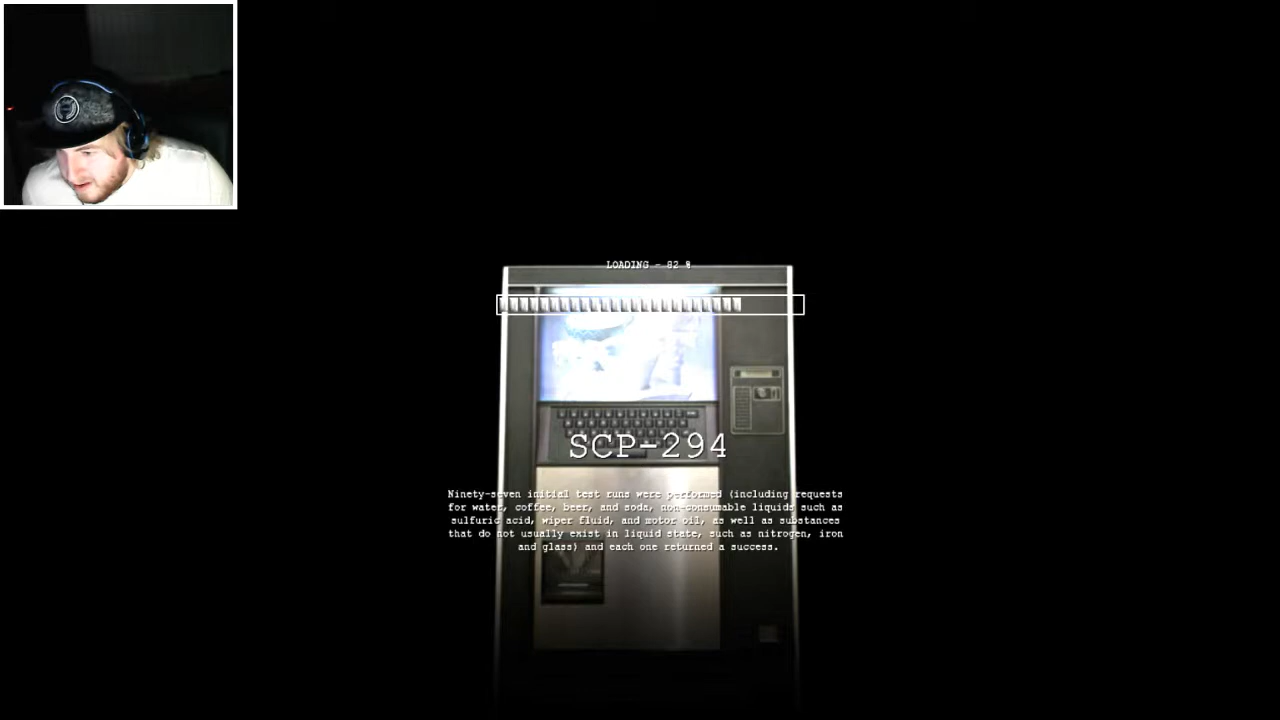 LOADING - 82 %
SCP-294
Ninety-seven initial test runs were performed (including requests
for water, coffee, beer, and soda, non-consumable liquids such as
sulfuric acid, wiper fluid, and motor oil, as well as substances
that do not usually exist in liquid state, such as nitrogen, iron
and glass) and each one returned a success.